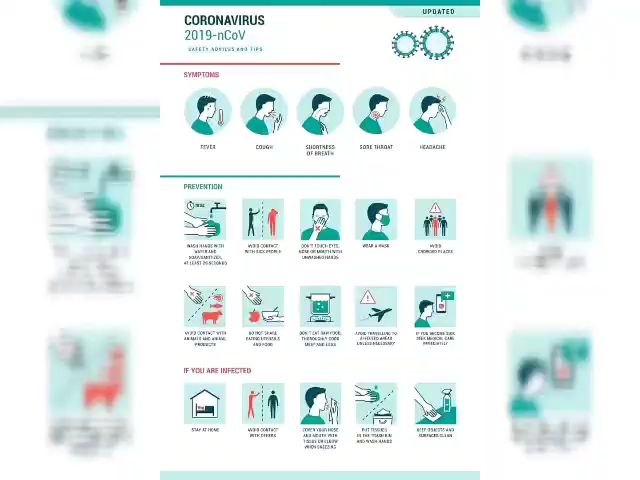 UPDATED
CORONAVIRUS
2019-nCoV
SAFETY ADVICES AND TIPS
SYMPTOMS
FEVER
COUGH
SHORTNESS
OF BREATH
SORE THROAT
HEADACHE
PREVENTION
WASH HANDS WITH
WATER AND
SOAP/SANITIZER,
AT LEAST 20 SECONDS
AVOID CONTACT
WITH SICK PEOPLE
DON'T TOUCH EYES,
NOSE OR MOUTH WITH
UNWASHED HANDS
WEAR A MASK
AVOID
CROWDED PLACES
AVOID CONTACT WITH
ANIMALS AND ANIMAL
PRODUCTS
DO NOT SHARE
EATING UTENSILS
AND FOOD
DON'T EAT RAW FOOD,
THOROUGHLY COOK
MEAT AND EGGS
AVOID TRAVELLING TO
AFFECTED AREAS
UNLESS NECESSARY
IF YOU BECOME SICK
SEEK MEDICAL CARE
IMMEDIATELY
IF YOU ARE INFECTED
STAY AT HOME
AVOID CONTACT
WITH OTHERS
COVER YOUR NOSE
AND MOUTH WITH
TISSUE OR ELBOW
WHEN SNEEZING
PUT TISSUES
IN THE TRASH BIN
AND WASH HANDS
KEEP OBJECTS AND
SURFACES CLEAN